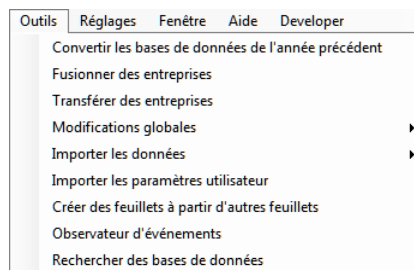 Outils Réglages Fenêtre Aide Developer
Convertir les bases de données de l'année précédent
Fusionner des entreprises
Transférer des entreprises
Modifications globales
Importer les données
Importer les paramètres utilisateur
Créer des feuillets à partir d'autres feuillets
Observateur d'événements
Rechercher des bases de données